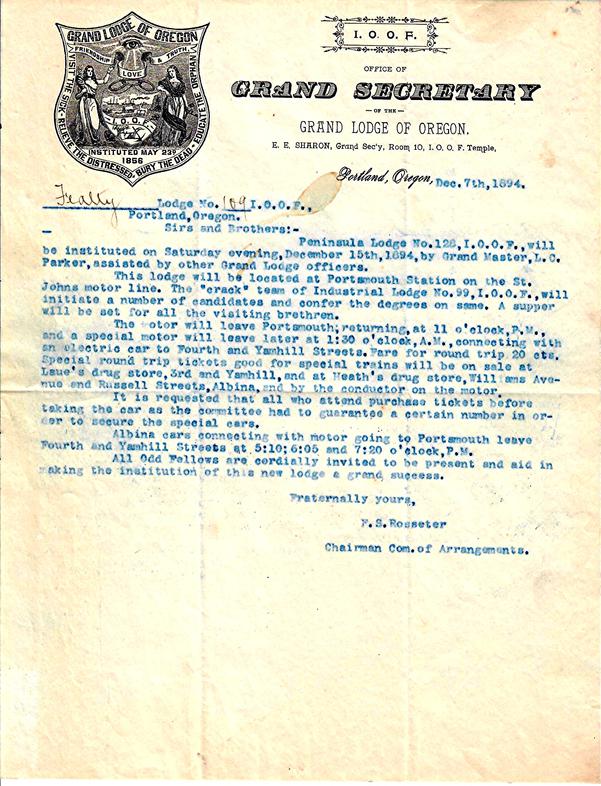 GRAND LODGE OF OREGON
FRIENDSHIP LOVE & TRUTH
VISIT THE SICK RELIEVE THE DISTRESSED, BURY THE DEAD EDUCATE THE ORPHAN
I.O.O.F.
INSTITUTED MAY 23D
1856
I. O. O. F.
OFFICE OF
GRAND SECRETARY
OF THE
GRAND LODGE OF OREGON.
E. E. SHARON, Grand Sec'y, Room 10, I. O. O. F. Temple,
Portland, Oregon, Dec. 7th, 1894.
Fealty Lodge No. 109 I.O.O.F.,
Portland, Oregon.
Sirs and Brothers:-
Peninsula Lodge No.128, I.O.O.F., will
be instituted on Saturday evening, December 15th, 1894, by Grand Master, L.C.
Parker, assisted by other Grand Lodge officers.
This lodge will be located at Portsmouth Station on the St.
Johns motor line. The "crack" team of Industrial Lodge No.99, I.O.O.F., will
initiate a number of candidates and confer the degrees on same. A supper
will be set for all the visiting brethren.
The motor will leave Portsmouth; returning, at 11 o'clock, P.M.,
and a special motor will leave later at 1:30 o'clock, A.M., connecting with
an electric car to Fourth and Yamhill Streets. Fare for round trip 20 cts.
Special round trip tickets good for special trains will be on sale at
Laue's drug store, 3rd and Yamhill, and at Heath's drug store, Williams Ave-
nue and Russell Streets, Albina, and by the conductor on the motor.
It is requested that all who attend purchase tickets before
taking the car as the committee had to guarantee a certain number in or-
der to secure the special cars.
Albina cars connecting with motor going to Portsmouth leave
Fourth and Yamhill Streets at 5:10; 6:05 and 7:20 o'clock, P.M.
All Odd Fellows are cordially invited to be present and aid in
making the institution of this new lodge a grand success.
Fraternally yours,
F.S.Rosseter
Chairman Com. of Arrangements.